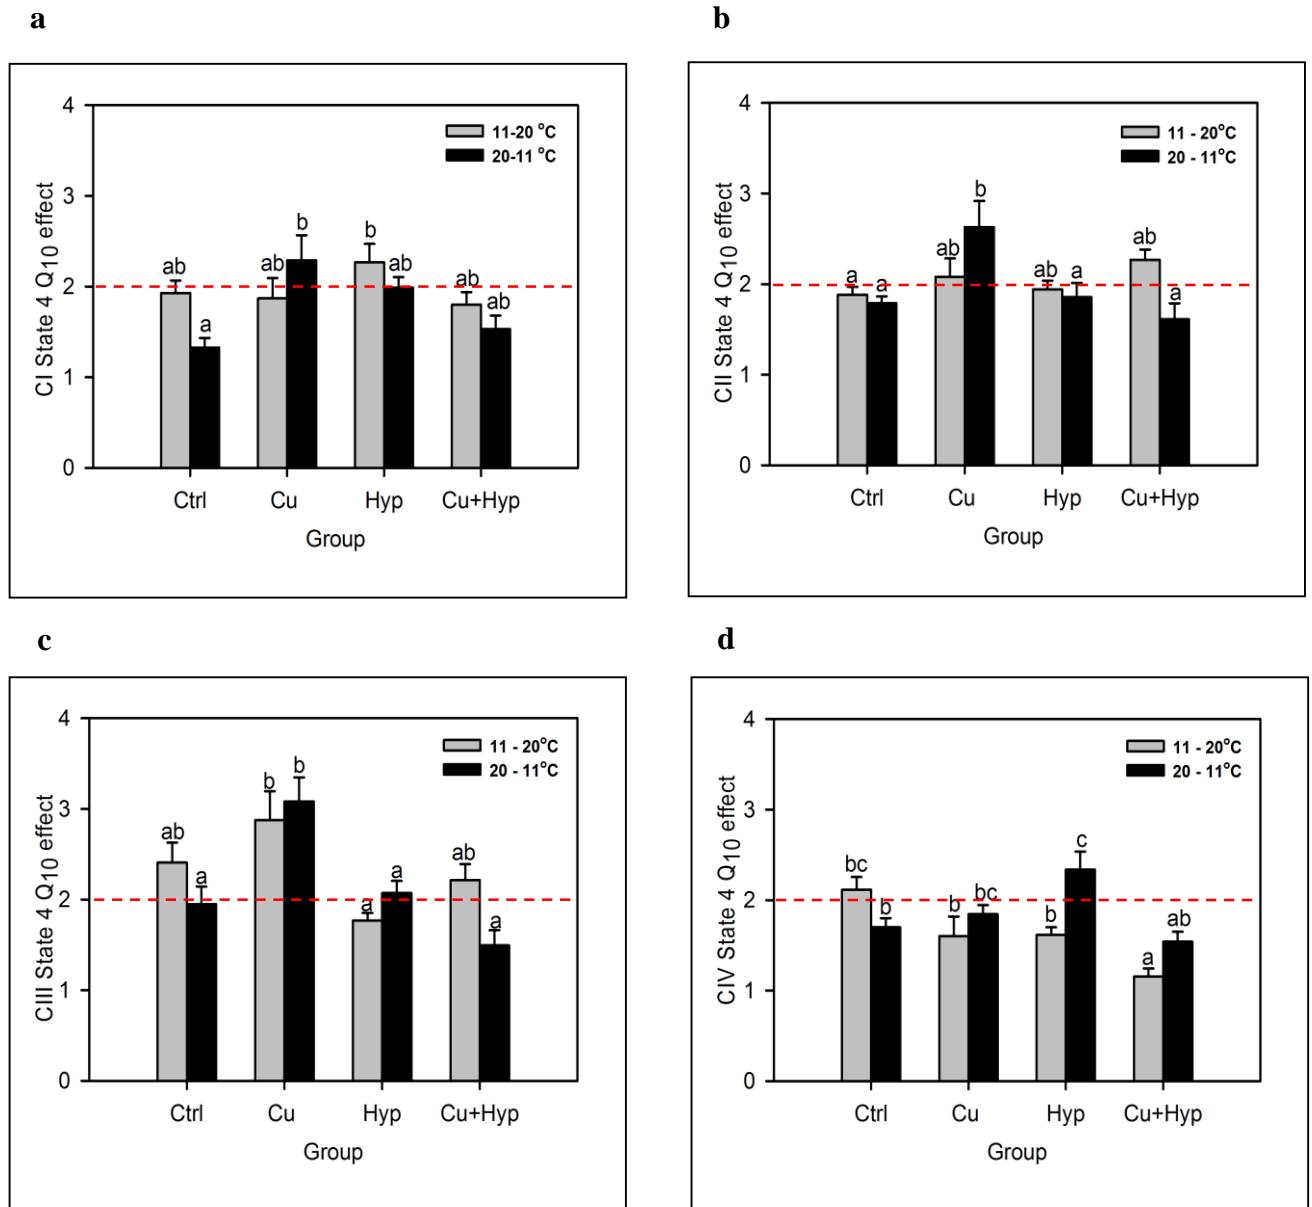 a
4
3
2
1
0
CI State 4 Q10 effect
11-20 °C
20-11 °C
ab
a
ab
b
b
ab
ab
ab
Ctrl Cu Hyp Cu+Hyp
Group
b
4
3
2
1
0
CII State 4 Q10 effect
11 - 20°C
20 - 11°C
a
a
ab
b
ab
a
ab
a
Ctrl Cu Hyp Cu+Hyp
Group
c
4
3
2
1
0
CIII State 4 Q10 effect
11 - 20°C
20 - 11°C
ab
a
b
b
a
a
ab
a
Ctrl Cu Hyp Cu+Hyp
Group
d
4
3
2
1
0
CIV State 4 Q10 effect
11 - 20°C
20 - 11°C
bc
b
b
bc
b
c
a
ab
Ctrl Cu Hyp Cu+Hyp
Group